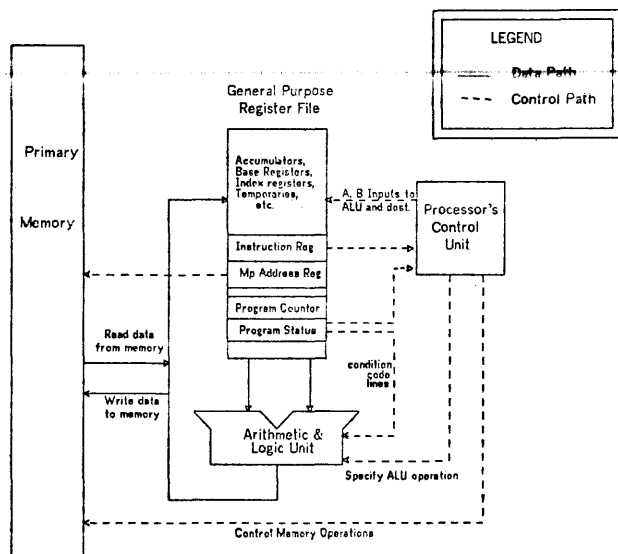 LEGEND
Data Path
Control Path
General Purpose
Register File
Primary
Memory
Accumulators,
Base Registers,
Index registers,
Temporaries,
etc.
A, B Inputs to
ALU and dest.
Processor's
Control
Unit
Instruction Reg
Mp Address Reg
Program Counter
Program Status
Read data
from memory
Write data
to memory
condition
code
lines
Arithmetic &
Logic Unit
Specify ALU operation
Control Memory Operations